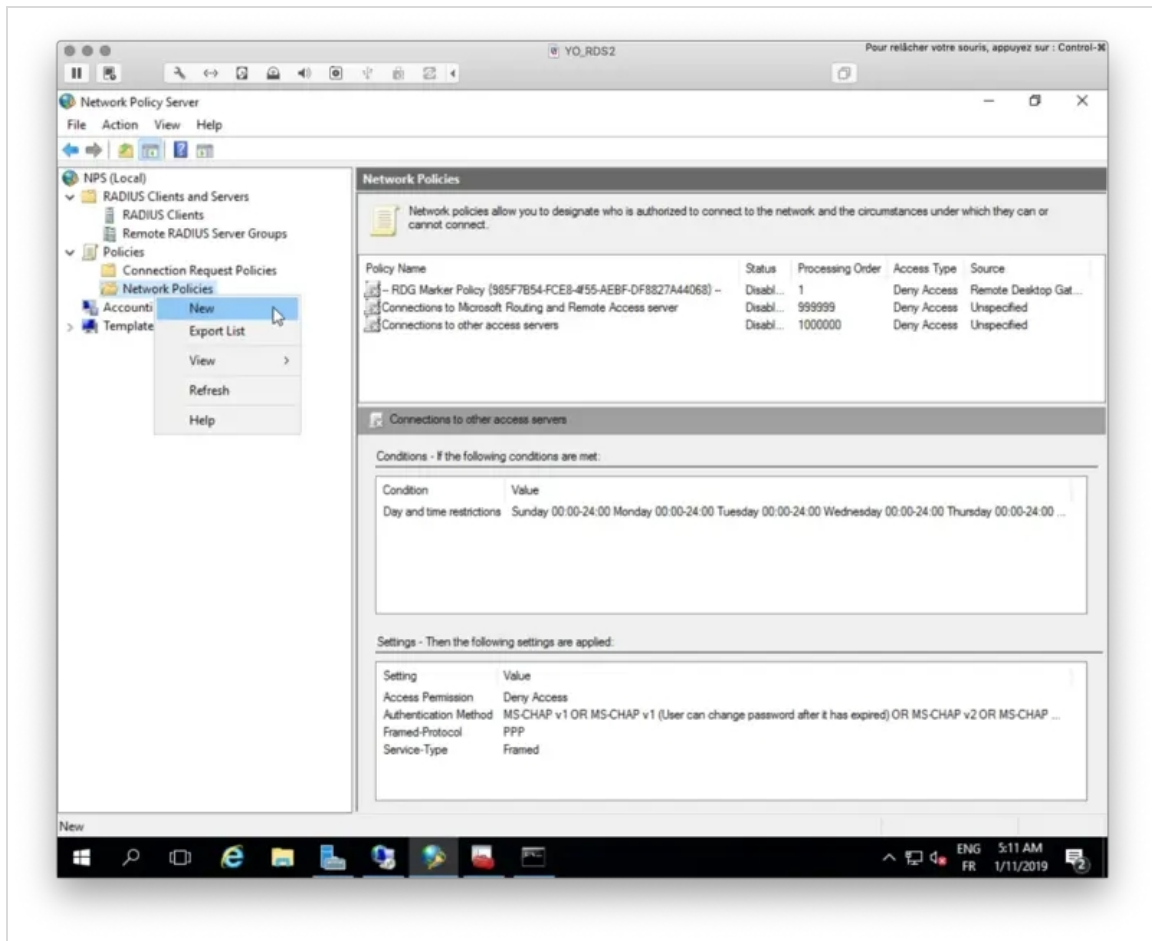 YO_RDS2
Pour relâcher votre souris, appuyez sur : Control-⌘
Network Policy Server
File Action View Help
NPS (Local)
RADIUS Clients and Servers
RADIUS Clients
Remote RADIUS Server Groups
Policies
Connection Request Policies
Network Policies
Accounti
Template
New
Export List
View
Refresh
Help
Network Policies
Network policies allow you to designate who is authorized to connect to the network and the circumstances under which they can or
cannot connect.
Policy Name Status Processing Order Access Type Source
-- RDG Marker Policy {985F7B54-FCE8-4f55-AEBF-DF8827A44068} -- Disabl... 1 Deny Access Remote Desktop Gat...
Connections to Microsoft Routing and Remote Access server Disabl... 999999 Deny Access Unspecified
Connections to other access servers Disabl... 1000000 Deny Access Unspecified
Connections to other access servers
Conditions - If the following conditions are met:
Condition Value
Day and time restrictions Sunday 00:00-24:00 Monday 00:00-24:00 Tuesday 00:00-24:00 Wednesday 00:00-24:00 Thursday 00:00-24:00 ...
Settings - Then the following settings are applied:
Setting Value
Access Permission Deny Access
Authentication Method MS-CHAP v1 OR MS-CHAP v1 (User can change password after it has expired) OR MS-CHAP v2 OR MS-CHAP ...
Framed-Protocol PPP
Service-Type Framed
New
ENG 5:11 AM
FR 1/11/2019
2